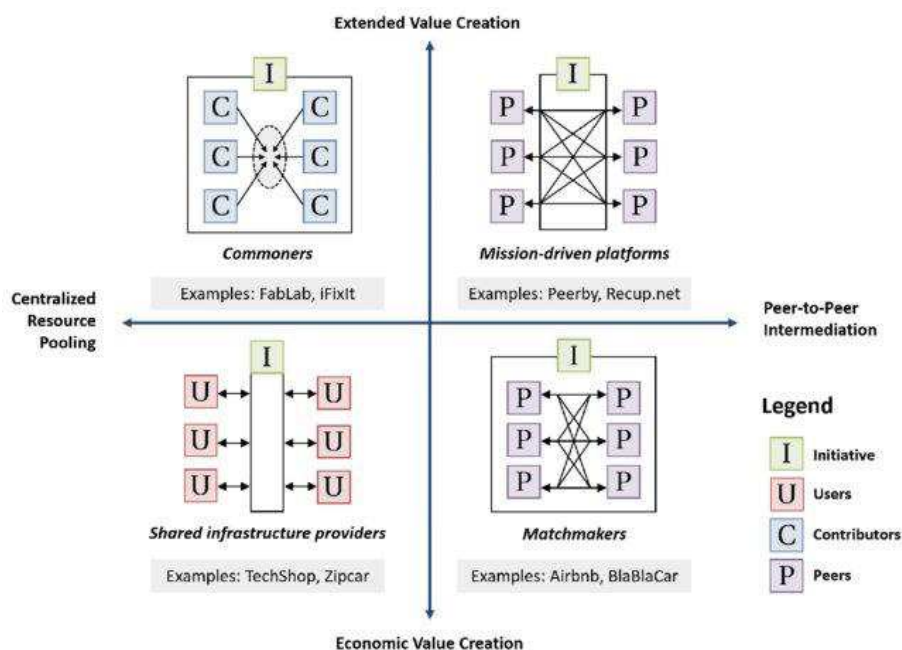 Extended Value Creation
I
I
C
C
P
P
C
C
P
P
C
C
P
P
Commoners
Mission-driven platforms
Examples: FabLab, iFixIt
Examples: Peerby, Recup.net
Centralized
Resource
Pooling
Peer-to-Peer
Intermediation
I
I
U
U
P
P
U
U
P
P
U
U
P
P
Shared infrastructure providers
Matchmakers
Examples: TechShop, Zipcar
Examples: Airbnb, BlaBlaCar
Legend
I Initiative
U Users
C Contributors
P Peers
Economic Value Creation